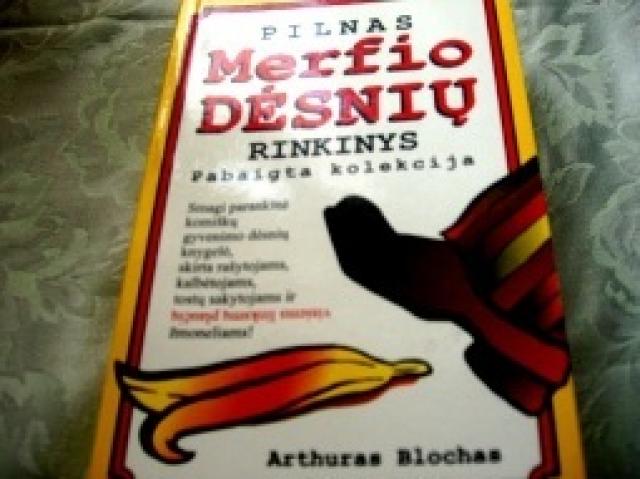 PILNAS
Merfio
DĖSNIŲ
RINKINYS
Pabaigta kolekcija
Smagi parankinė
komiškų
gyvenimo dėsnių
knygelė,
skirta rašytojams,
kalbėtojams,
tostų sakytojams ir
žmoneliams!
Arthuras Blochas